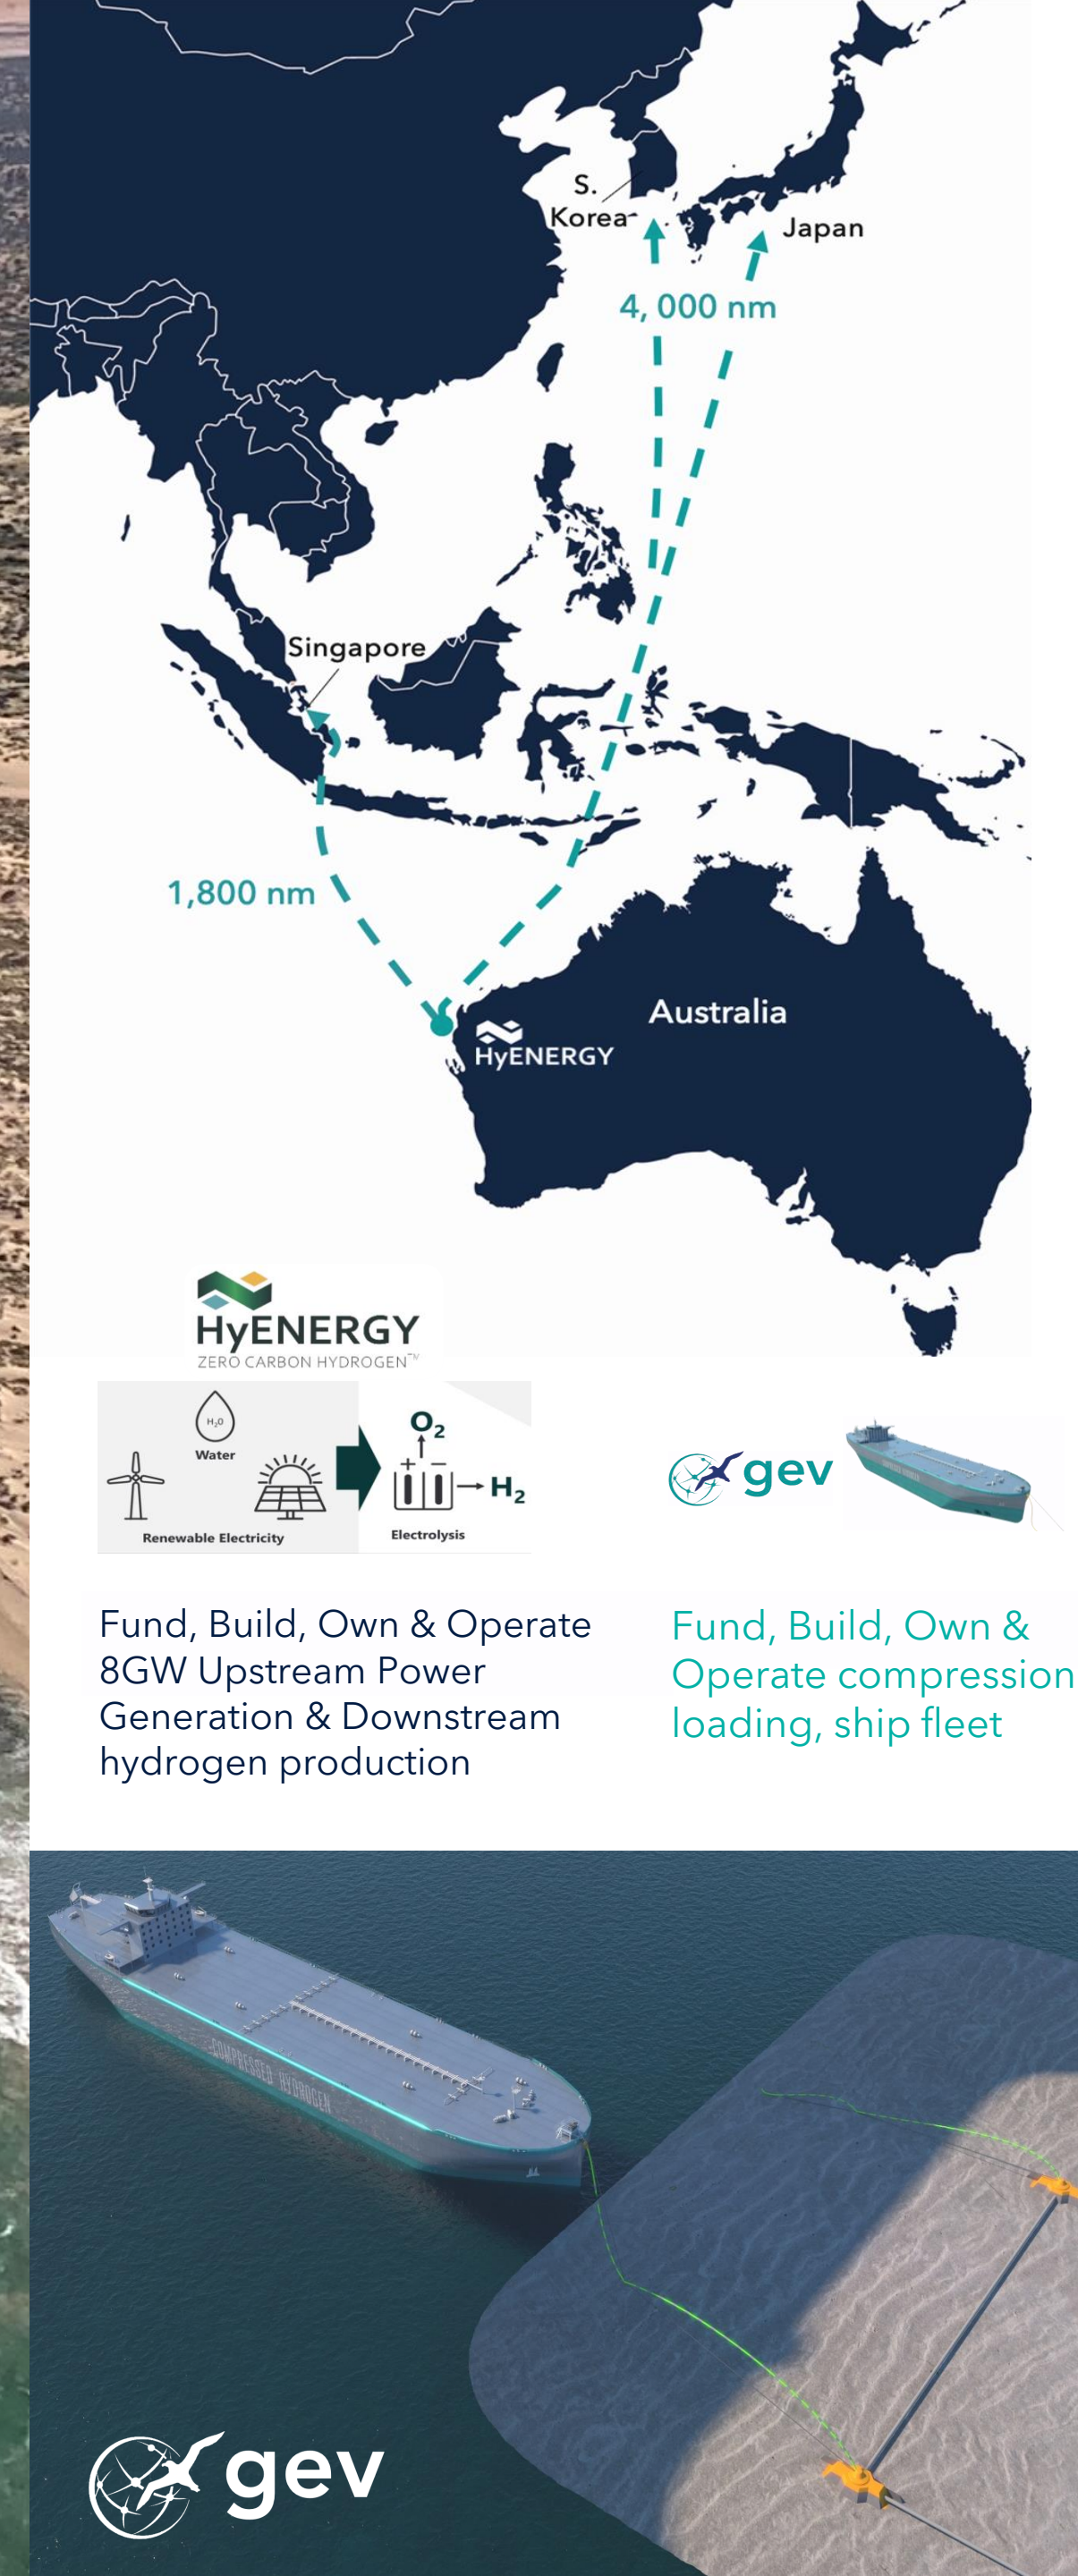 S.
Korea
Japan
4, 000 nm
Singapore
1,800 nm
Australia
HyENERGY
HyENERGY
ZERO CARBON HYDROGEN™
H₂O
Water
Renewable Electricity
O₂
+ −
H₂
Electrolysis
gev
Fund, Build, Own & Operate
8GW Upstream Power
Generation & Downstream
hydrogen production
Fund, Build, Own &
Operate compression
loading, ship fleet
COMPRESSED HYDROGEN
gev